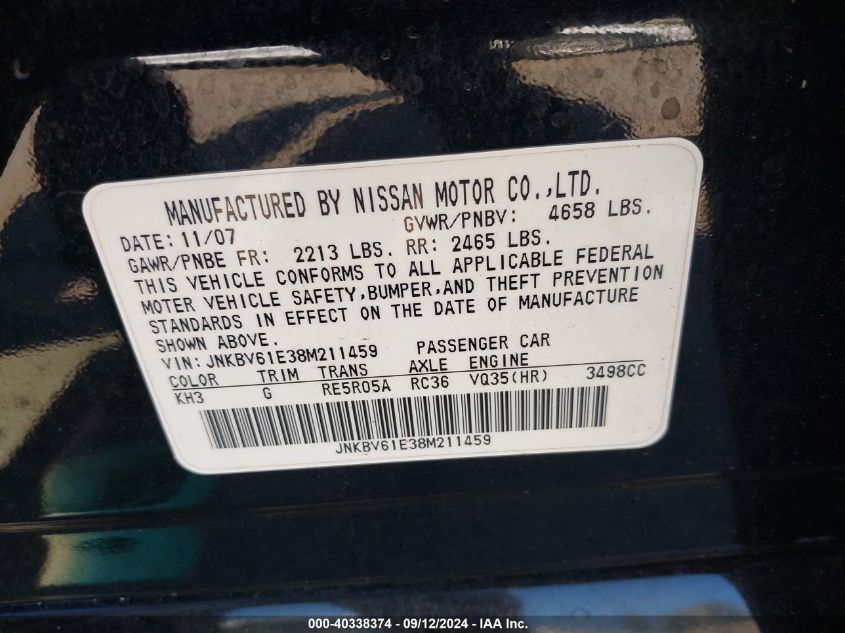 MANUFACTURED BY NISSAN MOTOR CO.,LTD.
DATE: 11/07 GVWR/PNBV: 4658 LBS.
GAWR/PNBE FR: 2213 LBS. RR: 2465 LBS.
THIS VEHICLE CONFORMS TO ALL APPLICABLE FEDERAL
MOTER VEHICLE SAFETY,BUMPER,AND THEFT PREVENTION
STANDARDS IN EFFECT ON THE DATE OF MANUFACTURE
SHOWN ABOVE.
VIN: JNKBV61E38M211459 PASSENGER CAR
COLOR TRIM TRANS AXLE ENGINE
KH3 G RE5R05A RC36 VQ35(HR) 3498CC
JNKBV61E38M211459
000-40338374 - 09/12/2024 - IAA Inc.